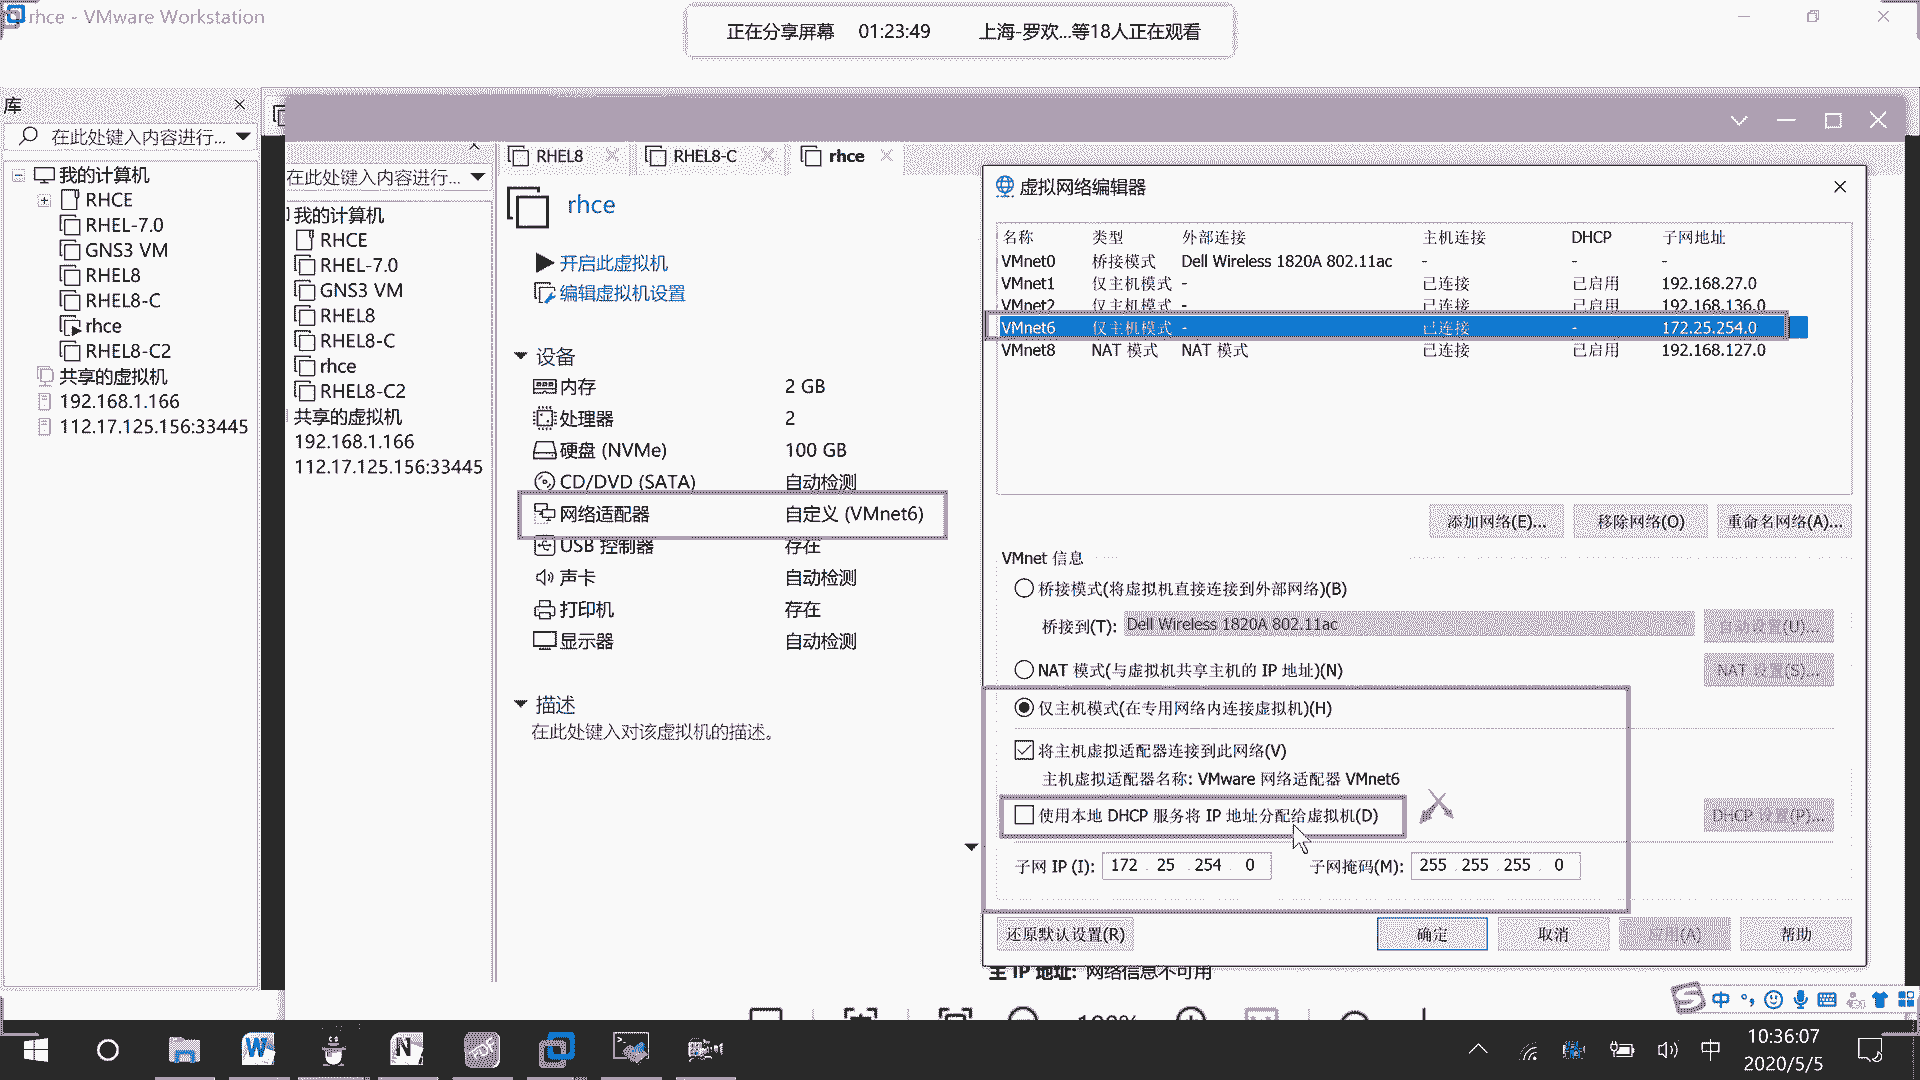 rhce - VMware Workstation
正在分享屏幕 01:23:49 上海-罗欢...等18人正在观看
库
在此处键入内容进行...
我的计算机
RHCE
RHEL-7.0
GNS3 VM
RHEL8
RHEL8-C
rhce
RHEL8-C2
共享的虚拟机
192.168.1.166
112.17.125.156:33445
在此处键入内容进行...
我的计算机
RHCE
RHEL-7.0
GNS3 VM
RHEL8
RHEL8-C
rhce
RHEL8-C2
共享的虚拟机
192.168.1.166
112.17.125.156:33445
RHEL8 RHEL8-C rhce
rhce
开启此虚拟机
编辑虚拟机设置
设备
内存 2 GB
处理器 2
硬盘 (NVMe) 100 GB
CD/DVD (SATA) 自动检测
网络适配器 自定义 (VMnet6)
USB 控制器 存在
声卡 自动检测
打印机 存在
显示器 自动检测
描述
在此处键入对该虚拟机的描述。
虚拟网络编辑器
名称 类型 外部连接 主机连接 DHCP 子网地址
VMnet0 桥接模式 Dell Wireless 1820A 802.11ac - - -
VMnet1 仅主机模式 - 已连接 已启用 192.168.27.0
VMnet2 仅主机模式 - 已连接 已启用 192.168.136.0
VMnet6 仅主机模式 - 已连接 - 172.25.254.0
VMnet8 NAT 模式 NAT 模式 已连接 已启用 192.168.127.0
添加网络(E)... 移除网络(O) 重命名网络(A)...
VMnet 信息
桥接模式(将虚拟机直接连接到外部网络)(B)
桥接到(T): Dell Wireless 1820A 802.11ac 自动设置(U)...
NAT 模式(与虚拟机共享主机的 IP 地址)(N) NAT 设置(S)...
仅主机模式(在专用网络内连接虚拟机)(H)
将主机虚拟适配器连接到此网络(V)
主机虚拟适配器名称: VMware 网络适配器 VMnet6
使用本地 DHCP 服务将 IP 地址分配给虚拟机(D) DHCP 设置(P)...
子网 IP (I): 172 . 25 . 254 . 0 子网掩码(M): 255 . 255 . 255 . 0
还原默认设置(R) 确定 取消 应用(A) 帮助
主 IP 地址: 网络信息不可用
100%
中
中
10:36:07
2020/5/5